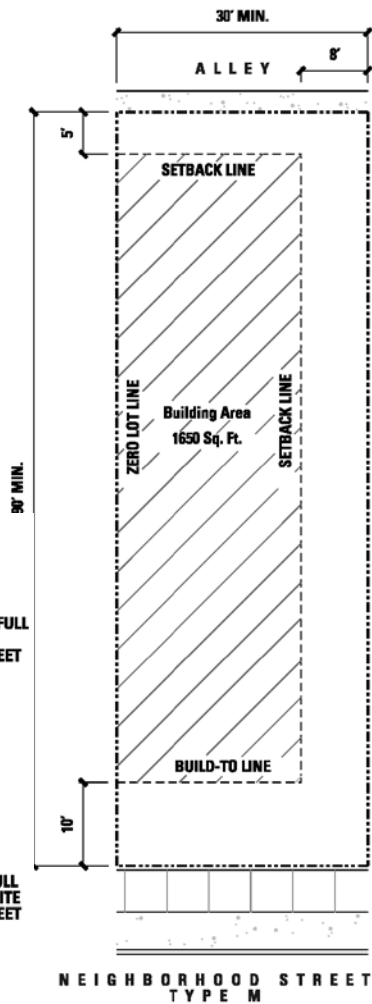 30' MIN.
8'
ALLEY
5'
SETBACK LINE
ZERO LOT LINE
SETBACK LINE
Building Area
1650 Sq. Ft.
90' MIN.
FULL
EET
BUILD-TO LINE
10'
ULL
ITE
EET
NEIGHBORHOOD STREET
TYPE M